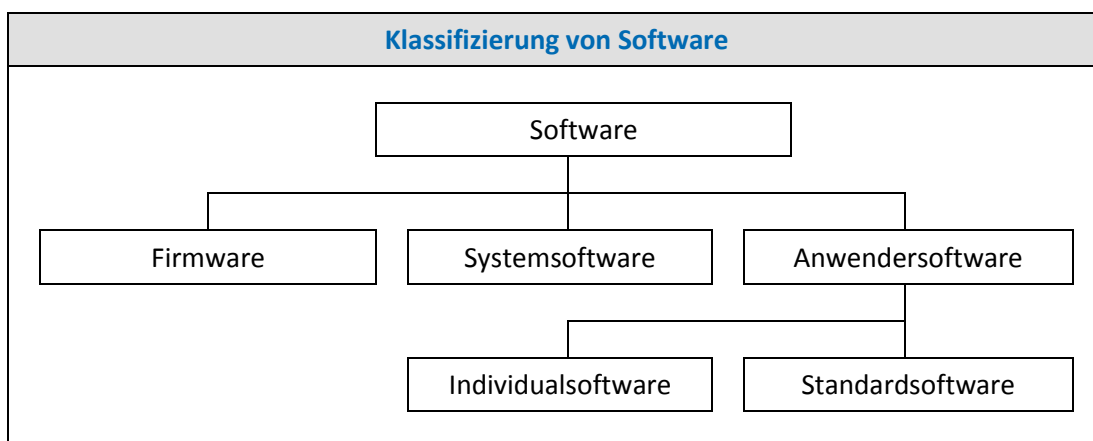 Klassifizierung von Software
Software
Firmware
Systemsoftware
Anwendersoftware
Individualsoftware
Standardsoftware